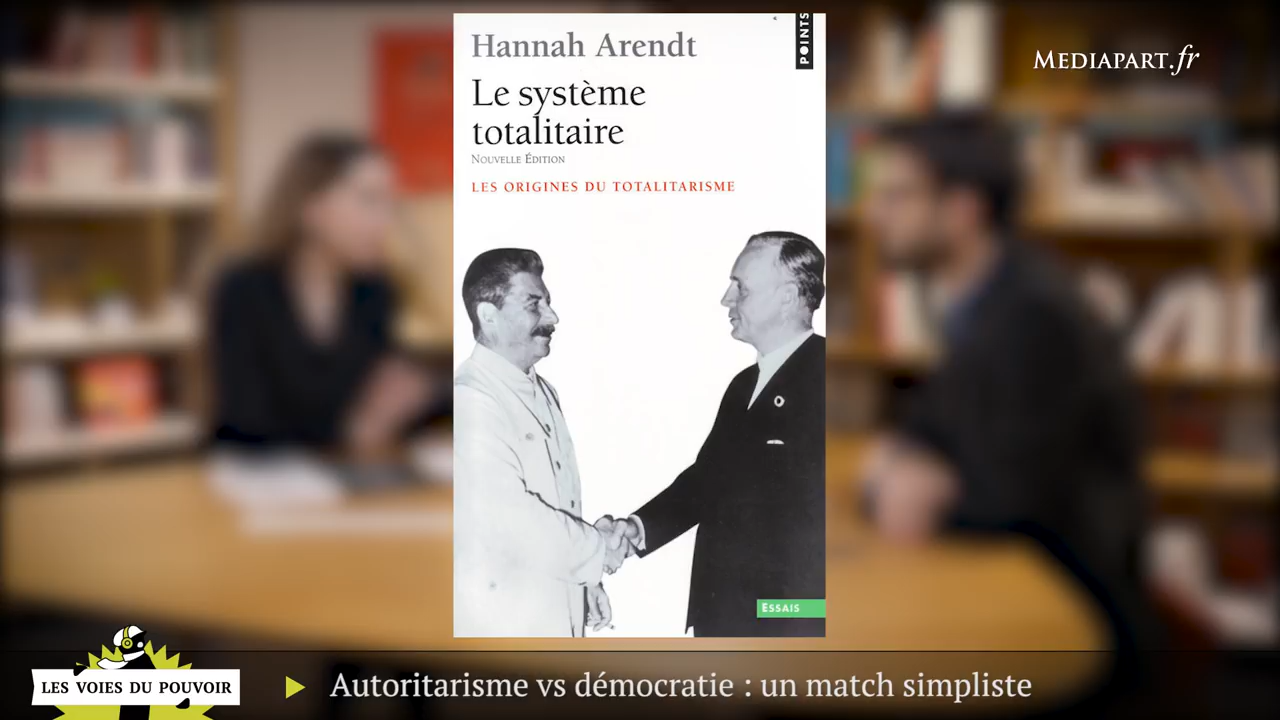 Hannah Arendt
Le système
totalitaire
Nouvelle Édition
LES ORIGINES DU TOTALITARISME
POINTS
MEDIAPART.fr
ESSAIS
LES VOIES DU POUVOIR
Autoritarisme vs démocratie : un match simpliste